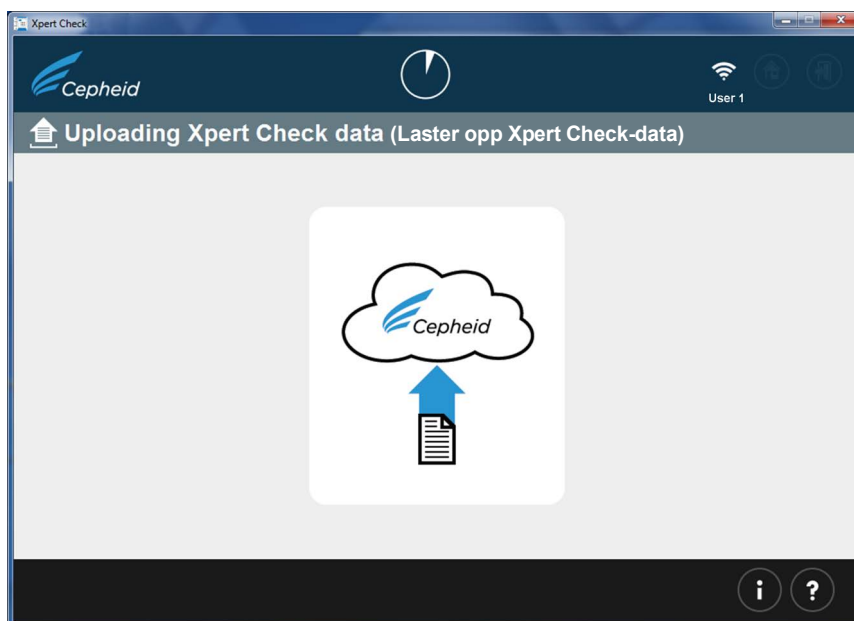 Xpert Check
Cepheid
User 1
Uploading Xpert Check data (Laster opp Xpert Check-data)
Cepheid
i ?